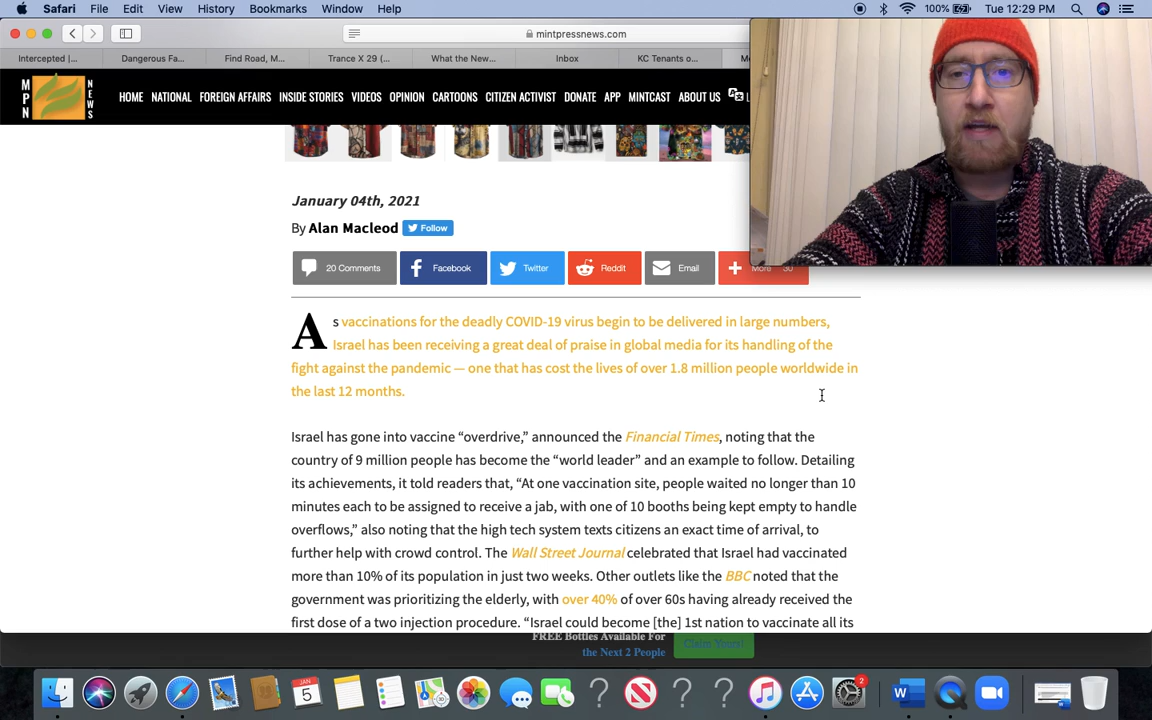 Safari File Edit View History Bookmarks Window Help 100% Tue 12:29 PM
mintpressnews.com
Intercepted |... Dangerous Fa... Find Road, M... Trance X 29 (... What the New... Inbox KC Tenants o...
MPN NEWS
HOME NATIONAL FOREIGN AFFAIRS INSIDE STORIES VIDEOS OPINION CARTOONS CITIZEN ACTIVIST DONATE APP MINTCAST ABOUT US
January 04th, 2021
By Alan Macleod Follow
20 Comments Facebook Twitter Reddit Email More 30
As vaccinations for the deadly COVID-19 virus begin to be delivered in large numbers,
Israel has been receiving a great deal of praise in global media for its handling of the
fight against the pandemic — one that has cost the lives of over 1.8 million people worldwide in
the last 12 months.
Israel has gone into vaccine “overdrive,” announced the Financial Times, noting that the
country of 9 million people has become the “world leader” and an example to follow. Detailing
its achievements, it told readers that, “At one vaccination site, people waited no longer than 10
minutes each to be assigned to receive a jab, with one of 10 booths being kept empty to handle
overflows,” also noting that the high tech system texts citizens an exact time of arrival, to
further help with crowd control. The Wall Street Journal celebrated that Israel had vaccinated
more than 10% of its population in just two weeks. Other outlets like the BBC noted that the
government was prioritizing the elderly, with over 40% of over 60s having already received the
first dose of a two injection procedure. “Israel could become [the] 1st nation to vaccinate all its
FREE Bottles Available For
the Next 2 People
Claim Yours!
JAN
5
2